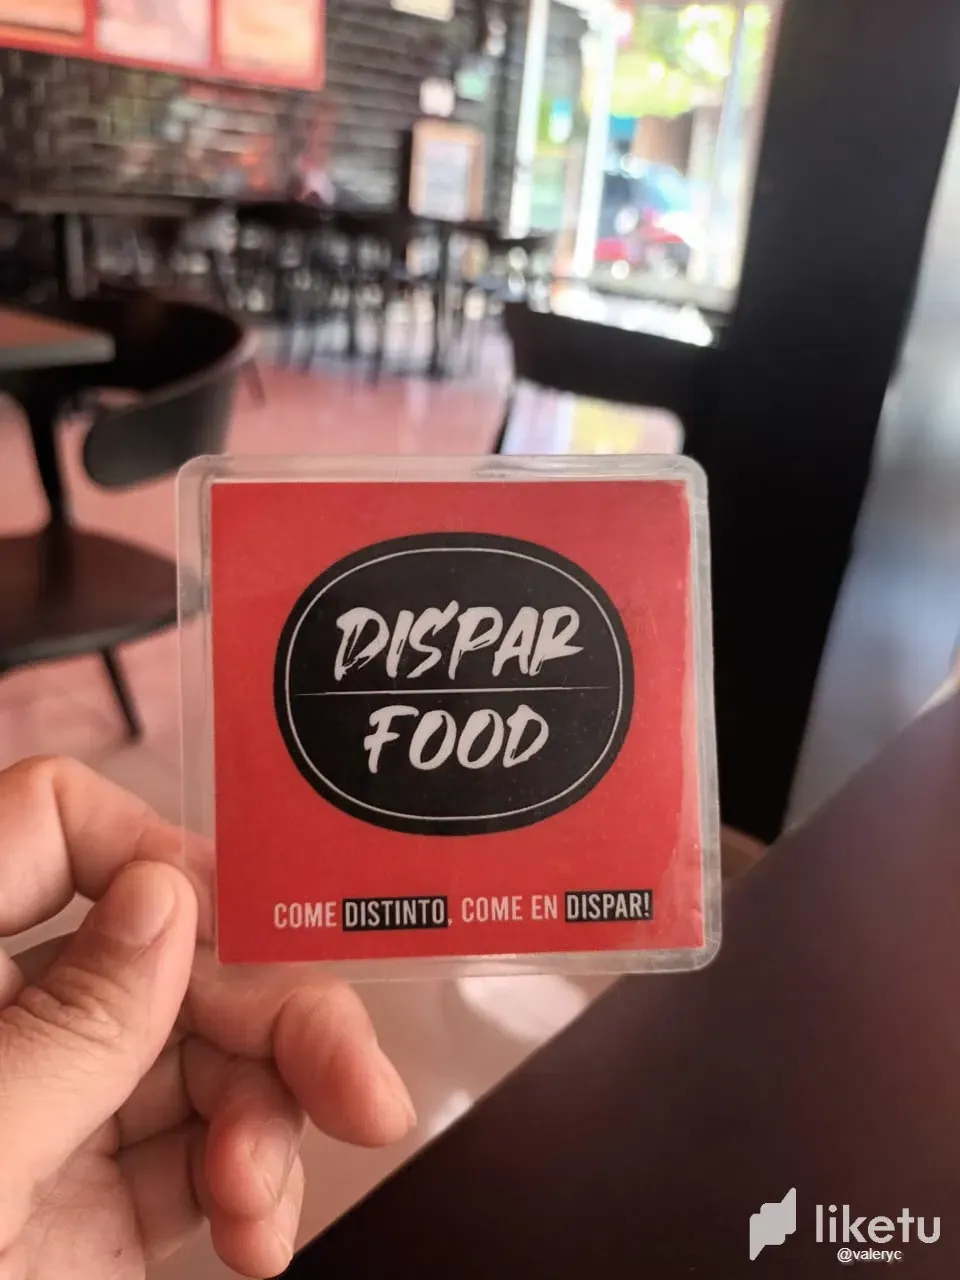 DISPAR
FOOD
COME DISTINTO, COME EN DISPAR!
liketu
@valeryc